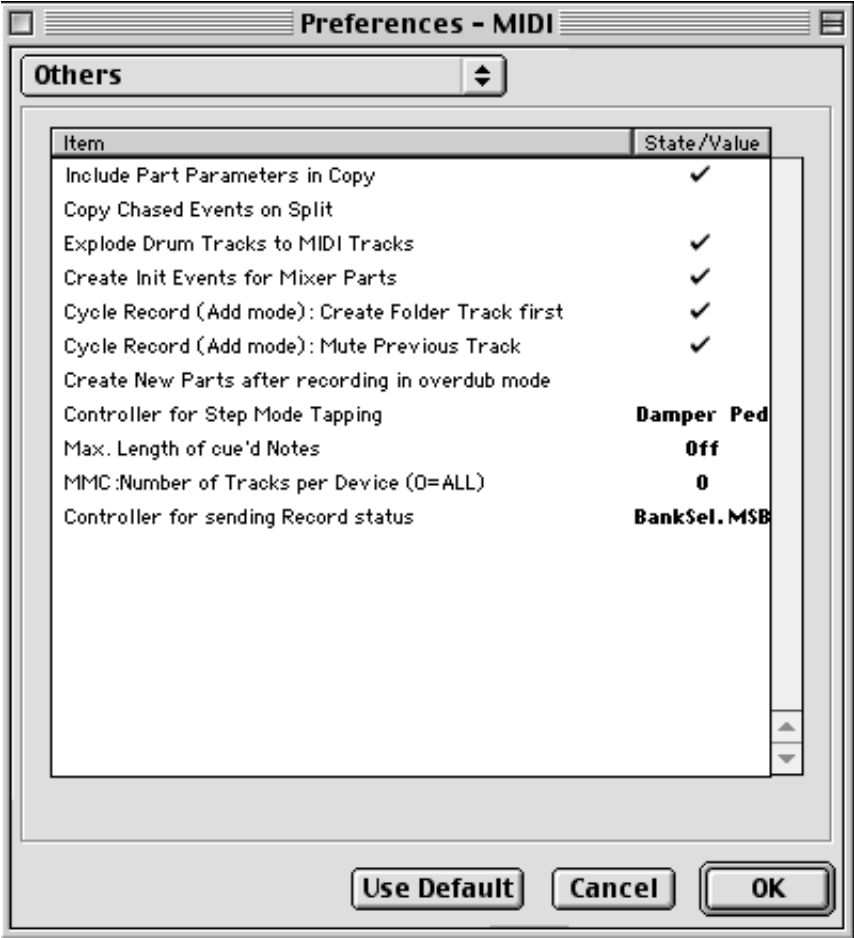 Preferences - MIDI
Others
Item State/Value
Include Part Parameters in Copy ✓
Copy Chased Events on Split
Explode Drum Tracks to MIDI Tracks ✓
Create Init Events for Mixer Parts ✓
Cycle Record (Add mode): Create Folder Track first ✓
Cycle Record (Add mode): Mute Previous Track ✓
Create New Parts after recording in overdub mode
Controller for Step Mode Tapping Damper Ped
Max. Length of cue'd Notes Off
MMC:Number of Tracks per Device (0=ALL) 0
Controller for sending Record status BankSel.MSB
Use Default Cancel OK